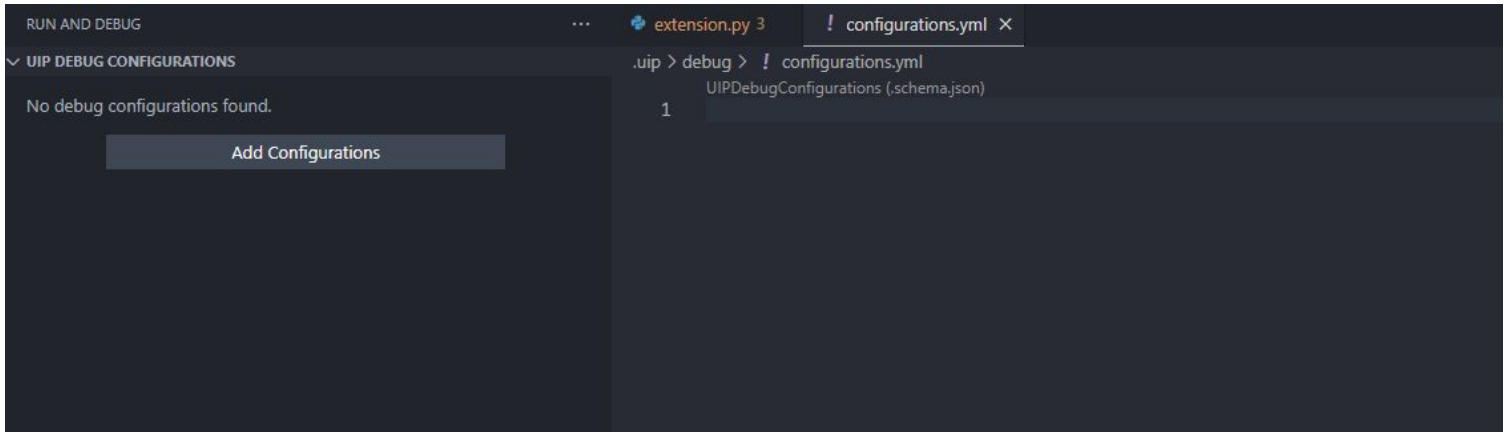 RUN AND DEBUG ···
UIP DEBUG CONFIGURATIONS
No debug configurations found.
Add Configurations
extension.py 3 ! configurations.yml ×
.uip > debug > ! configurations.yml
UIPDebugConfigurations (.schema.json)
1